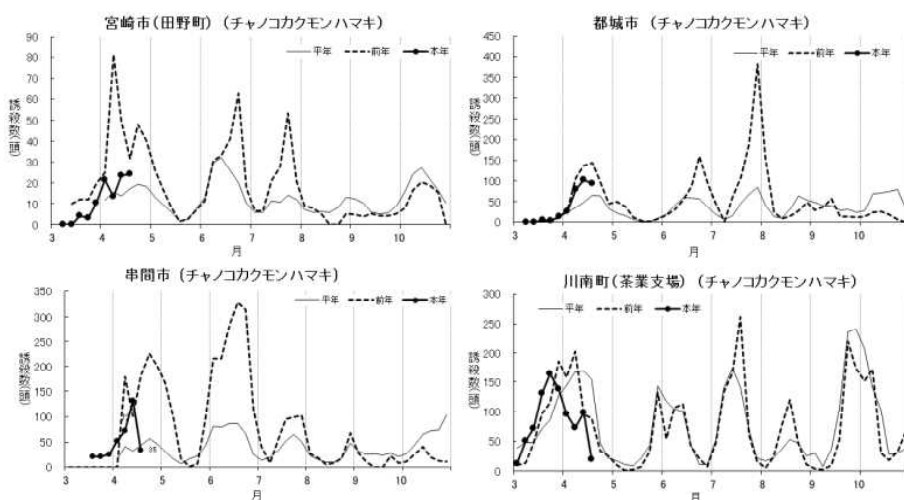 宮崎市(田野町) (チャノコカクモンハマキ)
平年 前年 本年
誘殺数(頭)
90
80
70
60
50
40
30
20
10
0
3 4 5 6 7 8 9 10
月
都城市 (チャノコカクモンハマキ)
平年 前年 本年
誘殺数(頭)
450
400
350
300
250
200
150
100
50
0
3 4 5 6 7 8 9 10
月
串間市 (チャノコカクモンハマキ)
平年 前年 本年
誘殺数(頭)
350
300
250
200
150
100
50
0
3 4 5 6 7 8 9 10
月
川南町(茶業支場) (チャノコカクモンハマキ)
平年 前年 本年
誘殺数(頭)
300
250
200
150
100
50
0
3 4 5 6 7 8 9 10
月